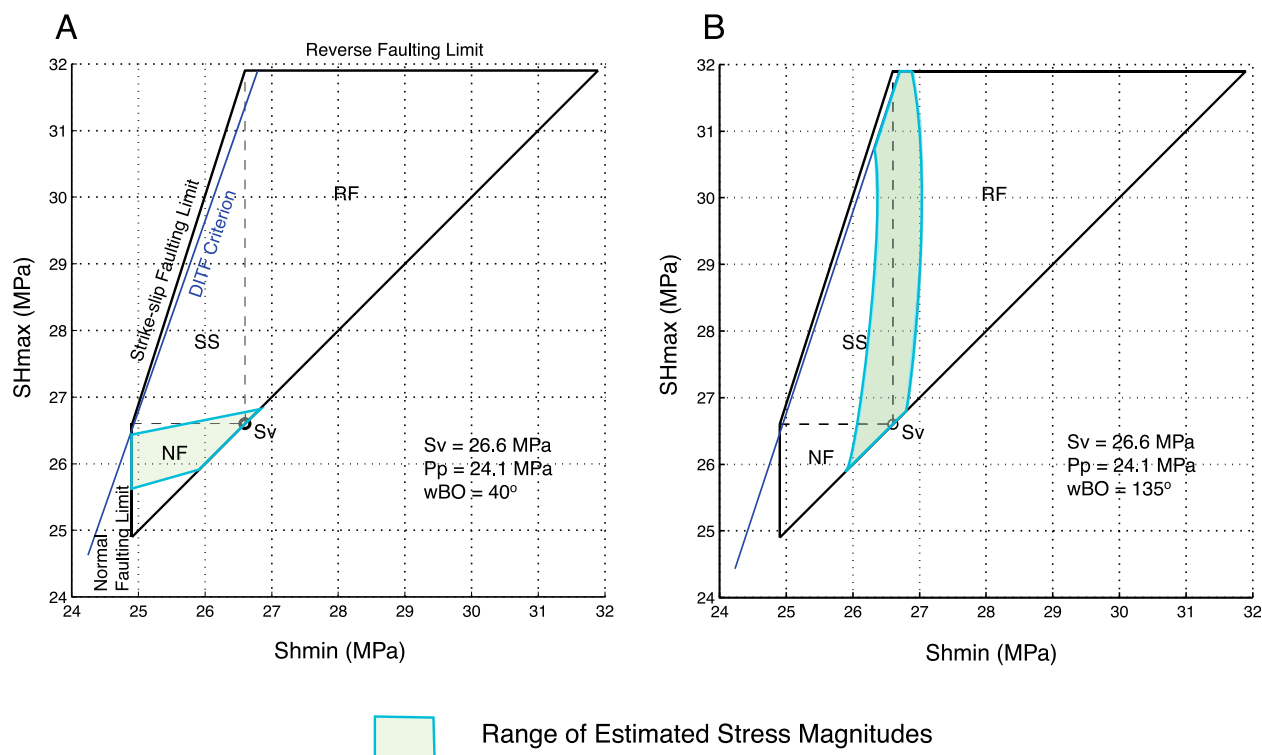 A
B
Reverse Faulting Limit
32
31
30
29
28
27
26
25
24
24
25
26
27
28
29
30
31
32
SHmax (MPa)
Shmin (MPa)
Strike-slip Faulting Limit
DITF Criterion
Normal
Faulting Limit
RF
SS
NF
Sv
Sv = 26.6 MPa
Pp = 24.1 MPa
wBO = 40º
32
31
30
29
28
27
26
25
24
24
25
26
27
28
29
30
31
32
SHmax (MPa)
Shmin (MPa)
RF
SS
NF
Sv
Sv = 26.6 MPa
Pp = 24.1 MPa
wBO = 135º
Range of Estimated Stress Magnitudes